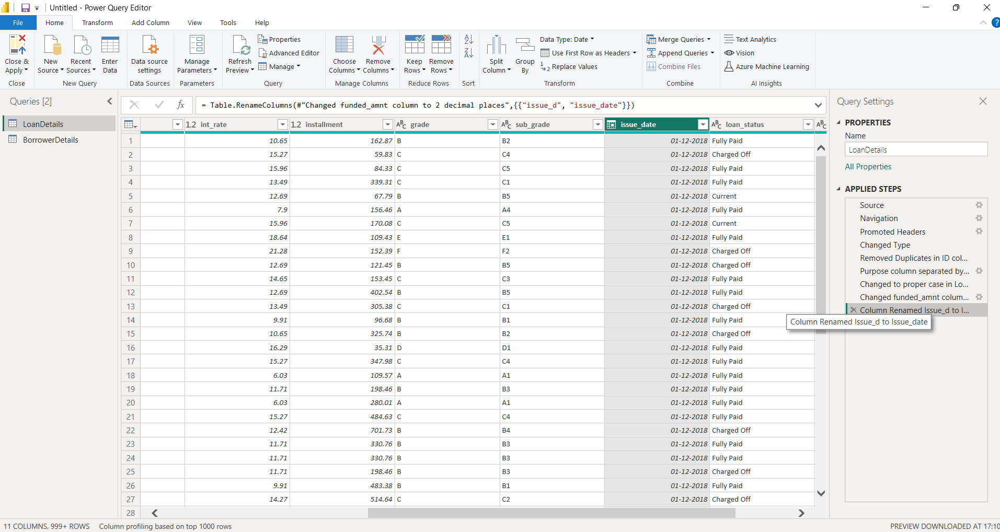 Untitled - Power Query Editor
File Home Transform Add Column View Tools Help
Close & Apply
New Source
Recent Sources
Enter Data
Data source settings
Manage Parameters
Refresh Preview
Properties
Advanced Editor
Manage
Choose Columns
Remove Columns
Keep Rows
Remove Rows
Split Column
Group By
Data Type: Date
Use First Row as Headers
Replace Values
Merge Queries
Append Queries
Combine Files
Text Analytics
Vision
Azure Machine Learning
Close New Query Data Sources Parameters Query Manage Columns Reduce Rows Sort Transform Combine AI Insights
Queries [2]
LoanDetails
BorrowerDetails
fx = Table.RenameColumns(#"Changed funded_amnt column to 2 decimal places",{{"issue_d", "issue_date"}})
1.2 int_rate 1.2 installment ABC grade ABC sub_grade issue_date ABC loan_status ABC
1 10.65 162.87 B B2 01-12-2018 Fully Paid
2 15.27 59.83 C C4 01-12-2018 Charged Off
3 15.96 84.33 C C5 01-12-2018 Fully Paid
4 13.49 339.31 C C1 01-12-2018 Fully Paid
5 12.69 67.79 B B5 01-12-2018 Current
6 7.9 156.46 A A4 01-12-2018 Fully Paid
7 15.96 170.08 C C5 01-12-2018 Current
8 18.64 109.43 E E1 01-12-2018 Fully Paid
9 21.28 152.39 F F2 01-12-2018 Charged Off
10 12.69 121.45 B B5 01-12-2018 Charged Off
11 14.65 153.45 C C3 01-12-2018 Fully Paid
12 12.69 402.54 B B5 01-12-2018 Fully Paid
13 13.49 305.38 C C1 01-12-2018 Charged Off
14 9.91 96.68 B B1 01-12-2018 Fully Paid
15 10.65 325.74 B B2 01-12-2018 Charged Off
16 16.29 35.31 D D1 01-12-2018 Fully Paid
17 15.27 347.98 C C4 01-12-2018 Fully Paid
18 6.03 109.57 A A1 01-12-2018 Fully Paid
19 11.71 198.46 B B3 01-12-2018 Fully Paid
20 6.03 280.01 A A1 01-12-2018 Fully Paid
21 15.27 484.63 C C4 01-12-2018 Fully Paid
22 12.42 701.73 B B4 01-12-2018 Charged Off
23 11.71 330.76 B B3 01-12-2018 Fully Paid
24 11.71 330.76 B B3 01-12-2018 Fully Paid
25 11.71 198.46 B B3 01-12-2018 Charged Off
26 9.91 483.38 B B1 01-12-2018 Fully Paid
27 14.27 514.64 C C2 01-12-2018 Charged Off
28
Query Settings
PROPERTIES
Name
LoanDetails
All Properties
APPLIED STEPS
Source
Navigation
Promoted Headers
Changed Type
Removed Duplicates in ID col...
Purpose column separated by...
Changed to proper case in Lo...
Changed funded_amnt colum...
Column Renamed Issue_d to I...
Column Renamed Issue_d to Issue_date
11 COLUMNS, 999+ ROWS Column profiling based on top 1000 rows PREVIEW DOWNLOADED AT 17:10